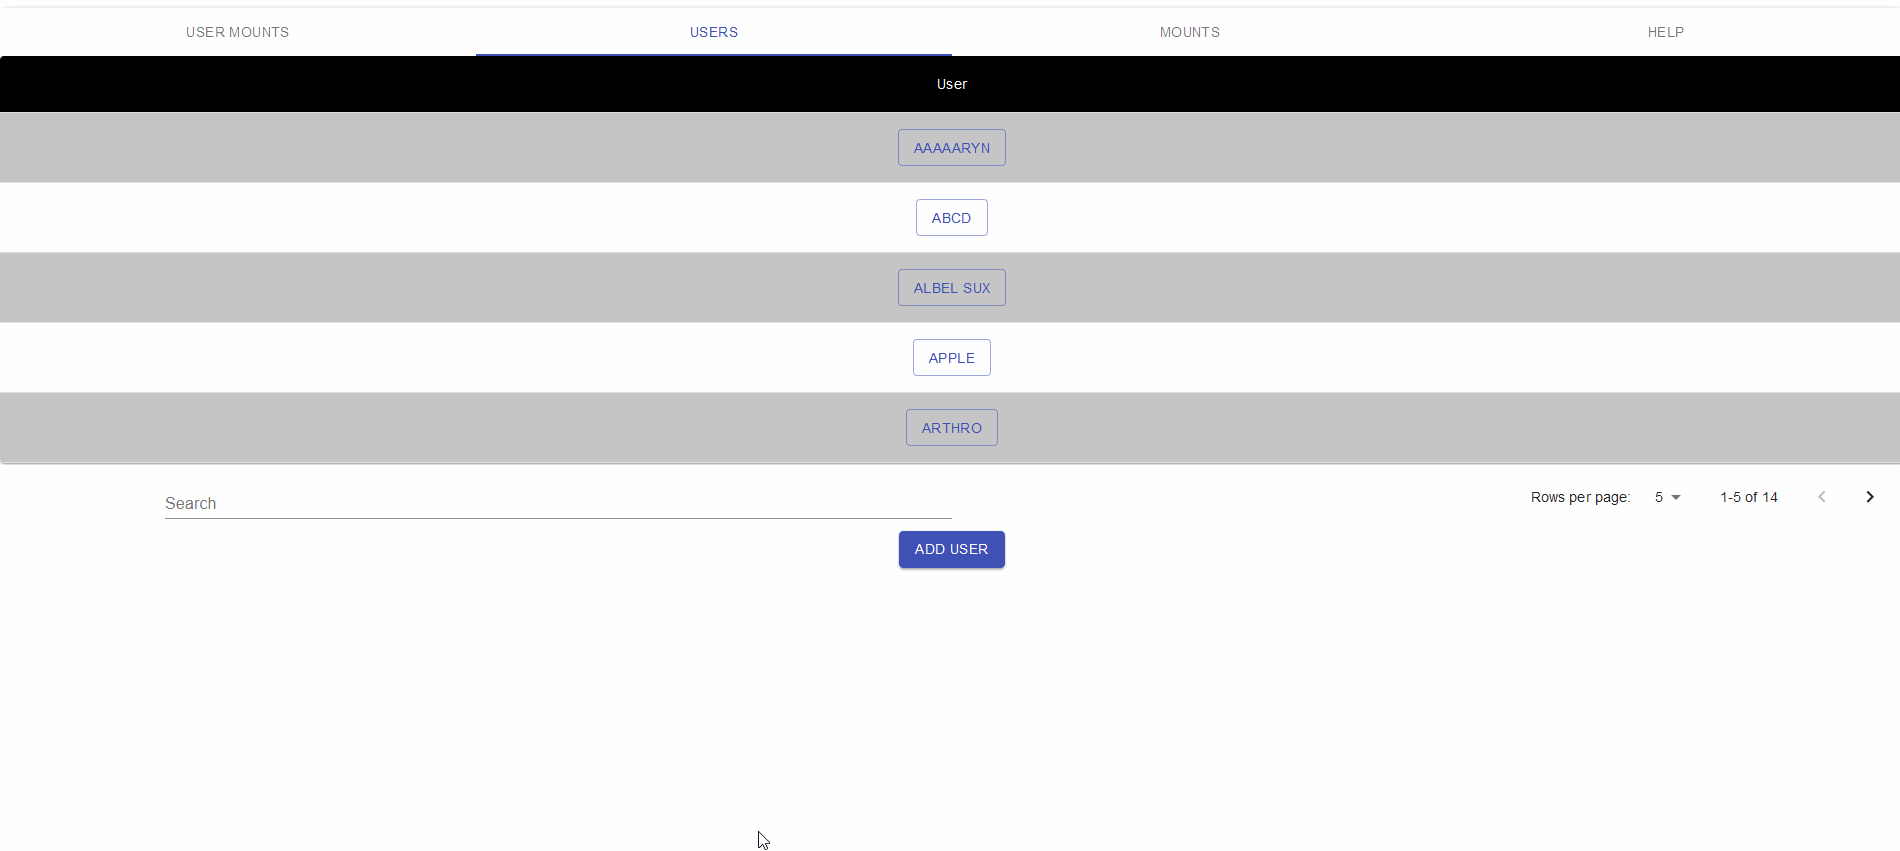 USER MOUNTS USERS MOUNTS HELP
User
AAAAARYN
ABCD
ALBEL SUX
APPLE
ARTHRO
Search Rows per page: 5 1-5 of 14
ADD USER